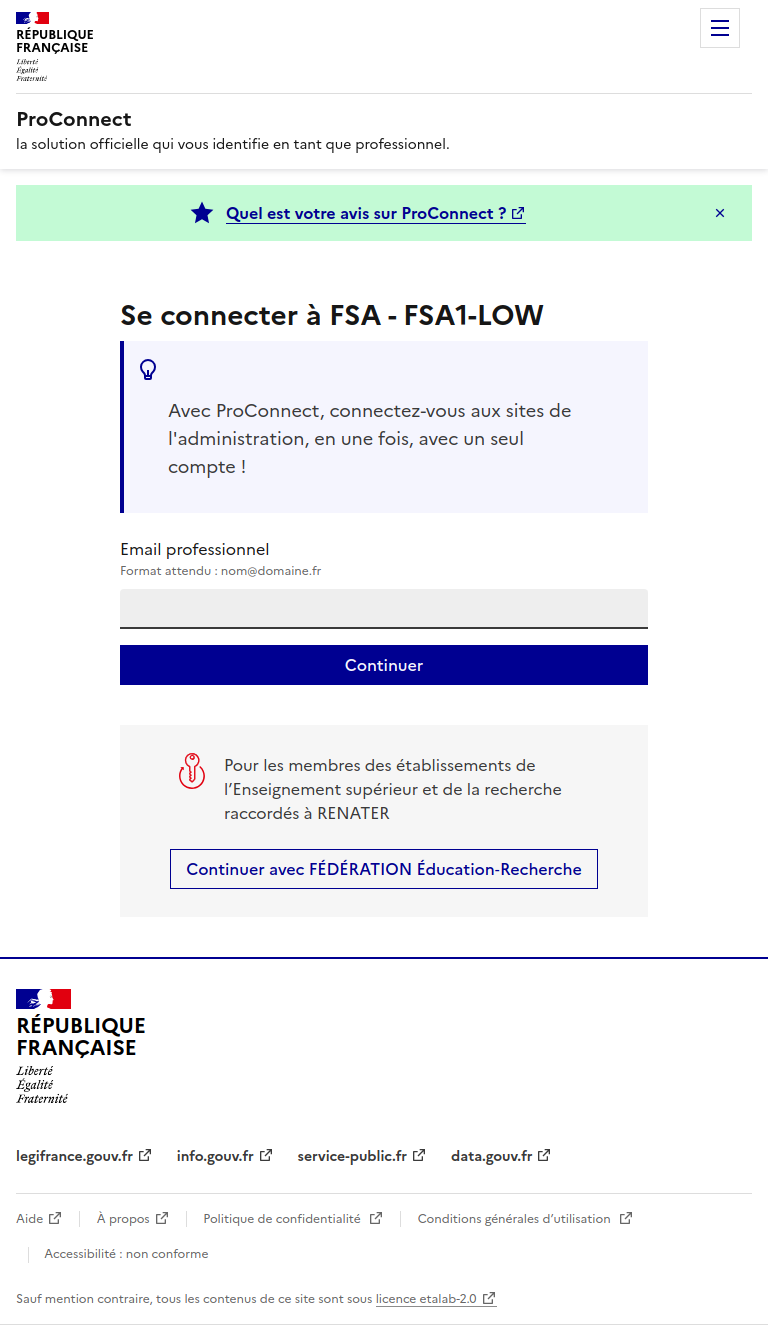 RÉPUBLIQUE
FRANÇAISE
Liberté
Égalité
Fraternité
ProConnect
la solution officielle qui vous identifie en tant que professionnel.
Quel est votre avis sur ProConnect ?
Se connecter à FSA - FSA1-LOW
Avec ProConnect, connectez-vous aux sites de
l'administration, en une fois, avec un seul
compte !
Email professionnel
Format attendu : nom@domaine.fr
Continuer
Pour les membres des établissements de
l’Enseignement supérieur et de la recherche
raccordés à RENATER
Continuer avec FÉDÉRATION Éducation-Recherche
RÉPUBLIQUE
FRANÇAISE
Liberté
Égalité
Fraternité
legifrance.gouv.fr info.gouv.fr service-public.fr data.gouv.fr
Aide À propos Politique de confidentialité Conditions générales d’utilisation
Accessibilité : non conforme
Sauf mention contraire, tous les contenus de ce site sont sous licence etalab-2.0